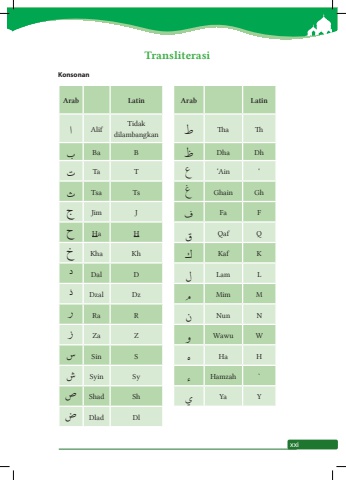 Transliterasi
Konsonan
Arab Latin
ا Alif Tidak dilambangkan
ب Ba B
ت Ta T
ث Tsa Ts
ج Jim J
ح Ha H
خ Kha Kh
د Dal D
ذ Dzal Dz
ر Ra R
ز Za Z
س Sin S
ش Syin Sy
ص Shad Sh
ض Dlad Dl
Arab Latin
ط Tha Th
ظ Dha Dh
ع 'Ain '
غ Ghain Gh
ف Fa F
ق Qaf Q
ك Kaf K
ل Lam L
م Mim M
ن Nun N
و Wawu W
ه Ha H
ء Hamzah `
ي Ya Y
xxi